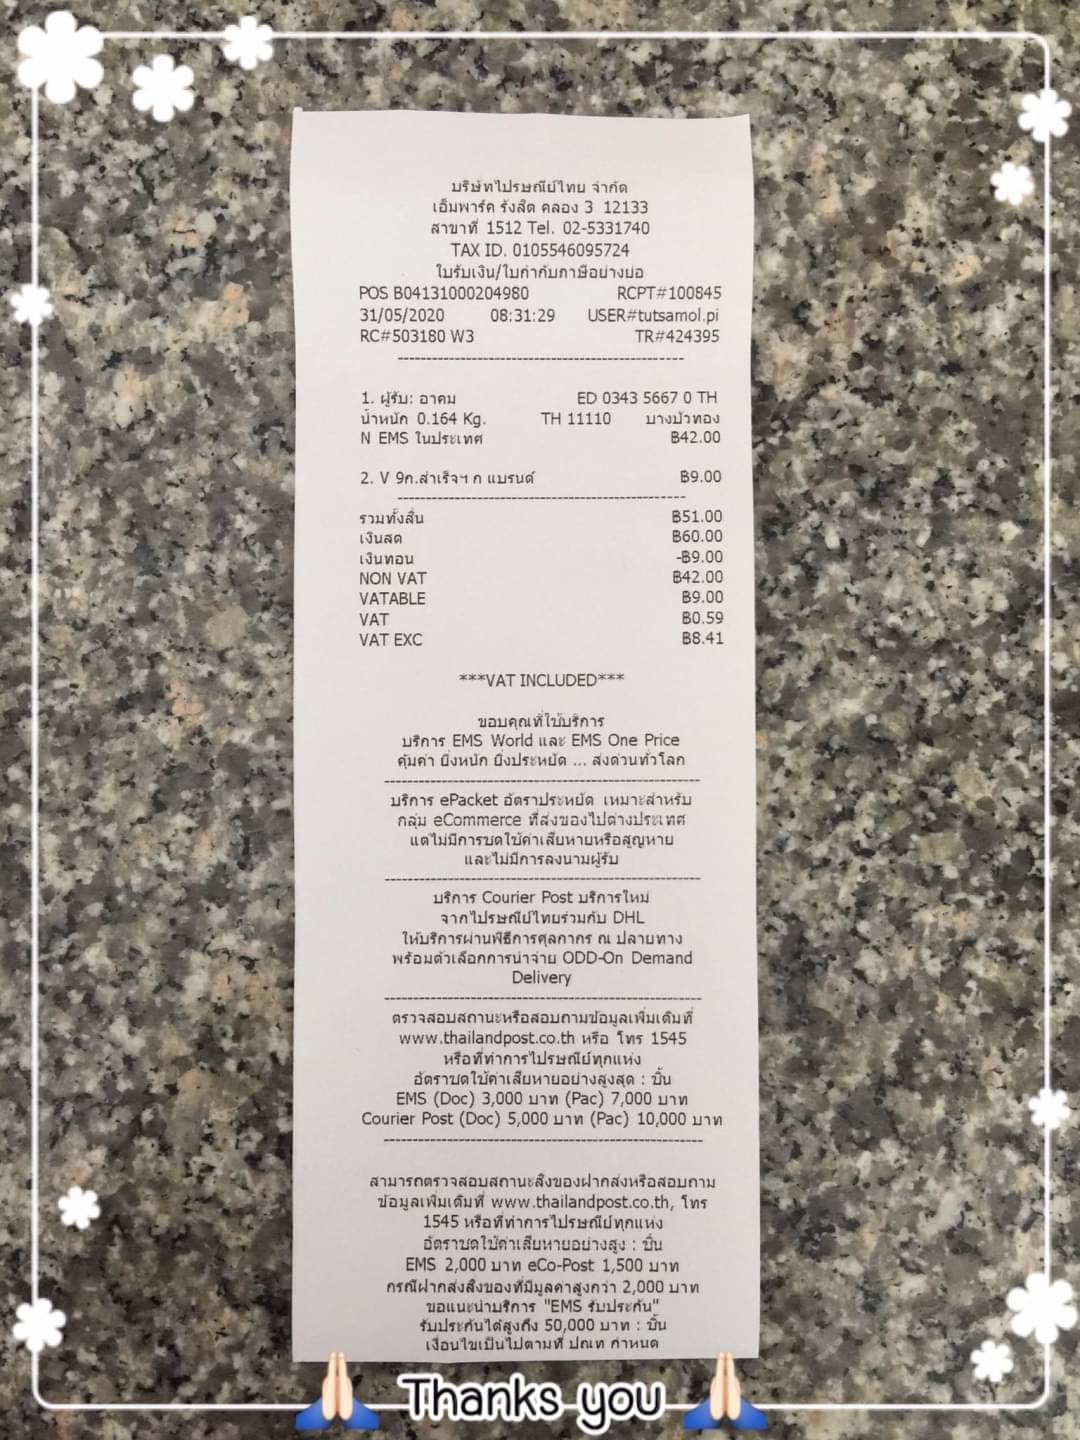 บริษัทไปรษณีย์ไทย จำกัด
เอ็มพาร์ค รังสิต คลอง 3 12133
สาขาที่ 1512 Tel. 02-5331740
TAX ID. 0105546095724
ใบรับเงิน/ใบกำกับภาษีอย่างย่อ
POS B04131000204980 RCPT#100845
31/05/2020 08:31:29 USER#tutsamol.pi
RC#503180 W3 TR#424395
1. ผู้รับ: อาคม ED 0343 5667 0 TH
น้ำหนัก 0.164 Kg. TH 11110 บางบัวทอง
N EMS ในประเทศ ฿42.00
2. V 9ก.สำเร็จฯ ก แบรนด์ ฿9.00
รวมทั้งสิ้น ฿51.00
เงินสด ฿60.00
เงินทอน -฿9.00
NON VAT ฿42.00
VATABLE ฿9.00
VAT ฿0.59
VAT EXC ฿8.41
***VAT INCLUDED***
ขอบคุณที่ใช้บริการ
บริการ EMS World และ EMS One Price
คุ้มค่า ยิ่งหนัก ยิ่งประหยัด ... ส่งด่วนทั่วโลก
บริการ ePacket อัตราประหยัด เหมาะสำหรับ
กลุ่ม eCommerce ที่ส่งของไปต่างประเทศ
แต่ไม่มีการชดใช้ค่าเสียหายหรือสูญหาย
และไม่มีการลงนามผู้รับ
บริการ Courier Post บริการใหม่
จากไปรษณีย์ไทยร่วมกับ DHL
ให้บริการผ่านพิธีการศุลกากร ณ ปลายทาง
พร้อมตัวเลือกการนำจ่าย ODD-On Demand
Delivery
ตรวจสอบสถานะหรือสอบถามข้อมูลเพิ่มเติมที่
www.thailandpost.co.th หรือ โทร 1545
หรือที่ทำการไปรษณีย์ทุกแห่ง
อัตราชดใช้ค่าเสียหายอย่างสูงสุด : ชิ้น
EMS (Doc) 3,000 บาท (Pac) 7,000 บาท
Courier Post (Doc) 5,000 บาท (Pac) 10,000 บาท
สามารถตรวจสอบสถานะสิ่งของฝากส่งหรือสอบถาม
ข้อมูลเพิ่มเติมที่ www.thailandpost.co.th, โทร
1545 หรือที่ทำการไปรษณีย์ทุกแห่ง
อัตราชดใช้ค่าเสียหายอย่างสูง : ชิ้น
EMS 2,000 บาท eCo-Post 1,500 บาท
กรณีฝากส่งสิ่งของที่มีมูลค่าสูงกว่า 2,000 บาท
ขอแนะนำบริการ "EMS รับประกัน"
รับประกันได้สูงถึง 50,000 บาท : ชิ้น
เงื่อนไขเป็นไปตามที่ ปณท กำหนด
Thanks you